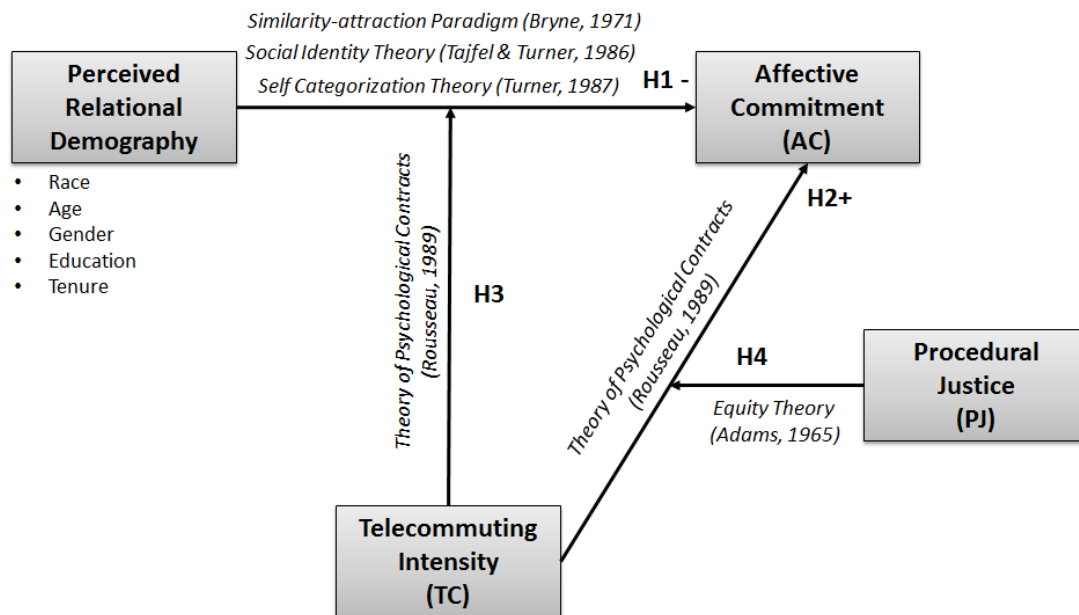 Similarity-attraction Paradigm (Bryne, 1971)
Social Identity Theory (Tajfel & Turner, 1986)
Self Categorization Theory (Turner, 1987)
H1 -
Perceived
Relational
Demography
• Race
• Age
• Gender
• Education
• Tenure
Affective
Commitment
(AC)
H2+
Theory of Psychological Contracts
(Rousseau, 1989)
H3
Theory of Psychological Contracts
(Rousseau, 1989)
H4
Equity Theory
(Adams, 1965)
Procedural
Justice
(PJ)
Telecommuting
Intensity
(TC)